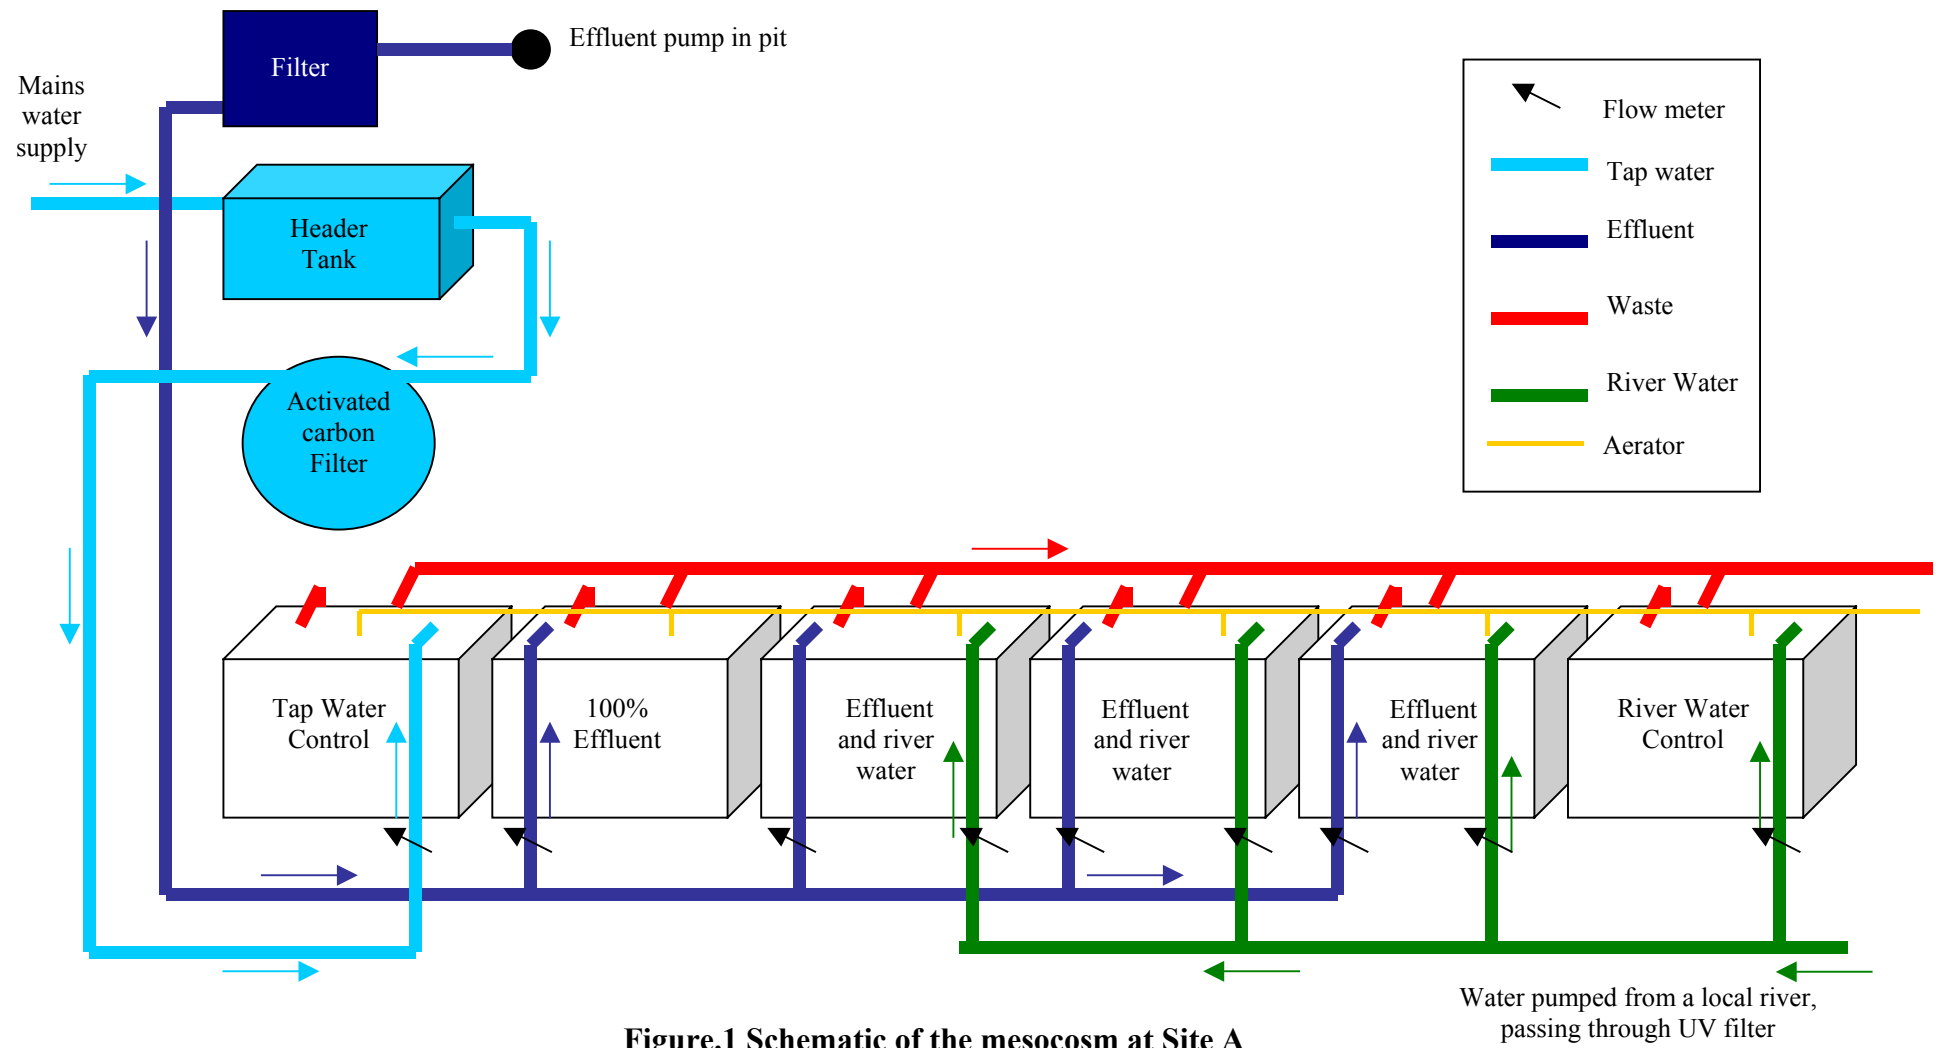 Effluent pump in pit
Filter
Mains
water
supply
Header
Tank
Activated
carbon
Filter
Flow meter
Tap water
Effluent
Waste
River Water
Aerator
Tap Water
Control
100%
Effluent
Effluent
and river
water
Effluent
and river
water
Effluent
and river
water
River Water
Control
Water pumped from a local river,
passing through UV filter
Figure.1 Schematic of the mesocosm at Site A